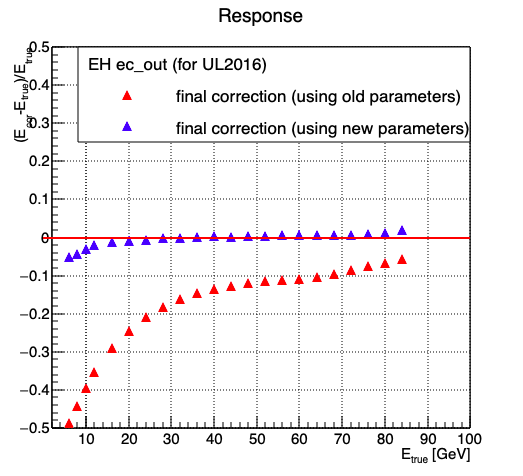 Response
EH ec_out (for UL2016)
final correction (using old parameters)
final correction (using new parameters)
0.5
0.3
0.2
0.1
0
−0.1
−0.2
−0.3
−0.4
−0.5
10 20 30 40 50 60 70 80 90 100
E_true [GeV]